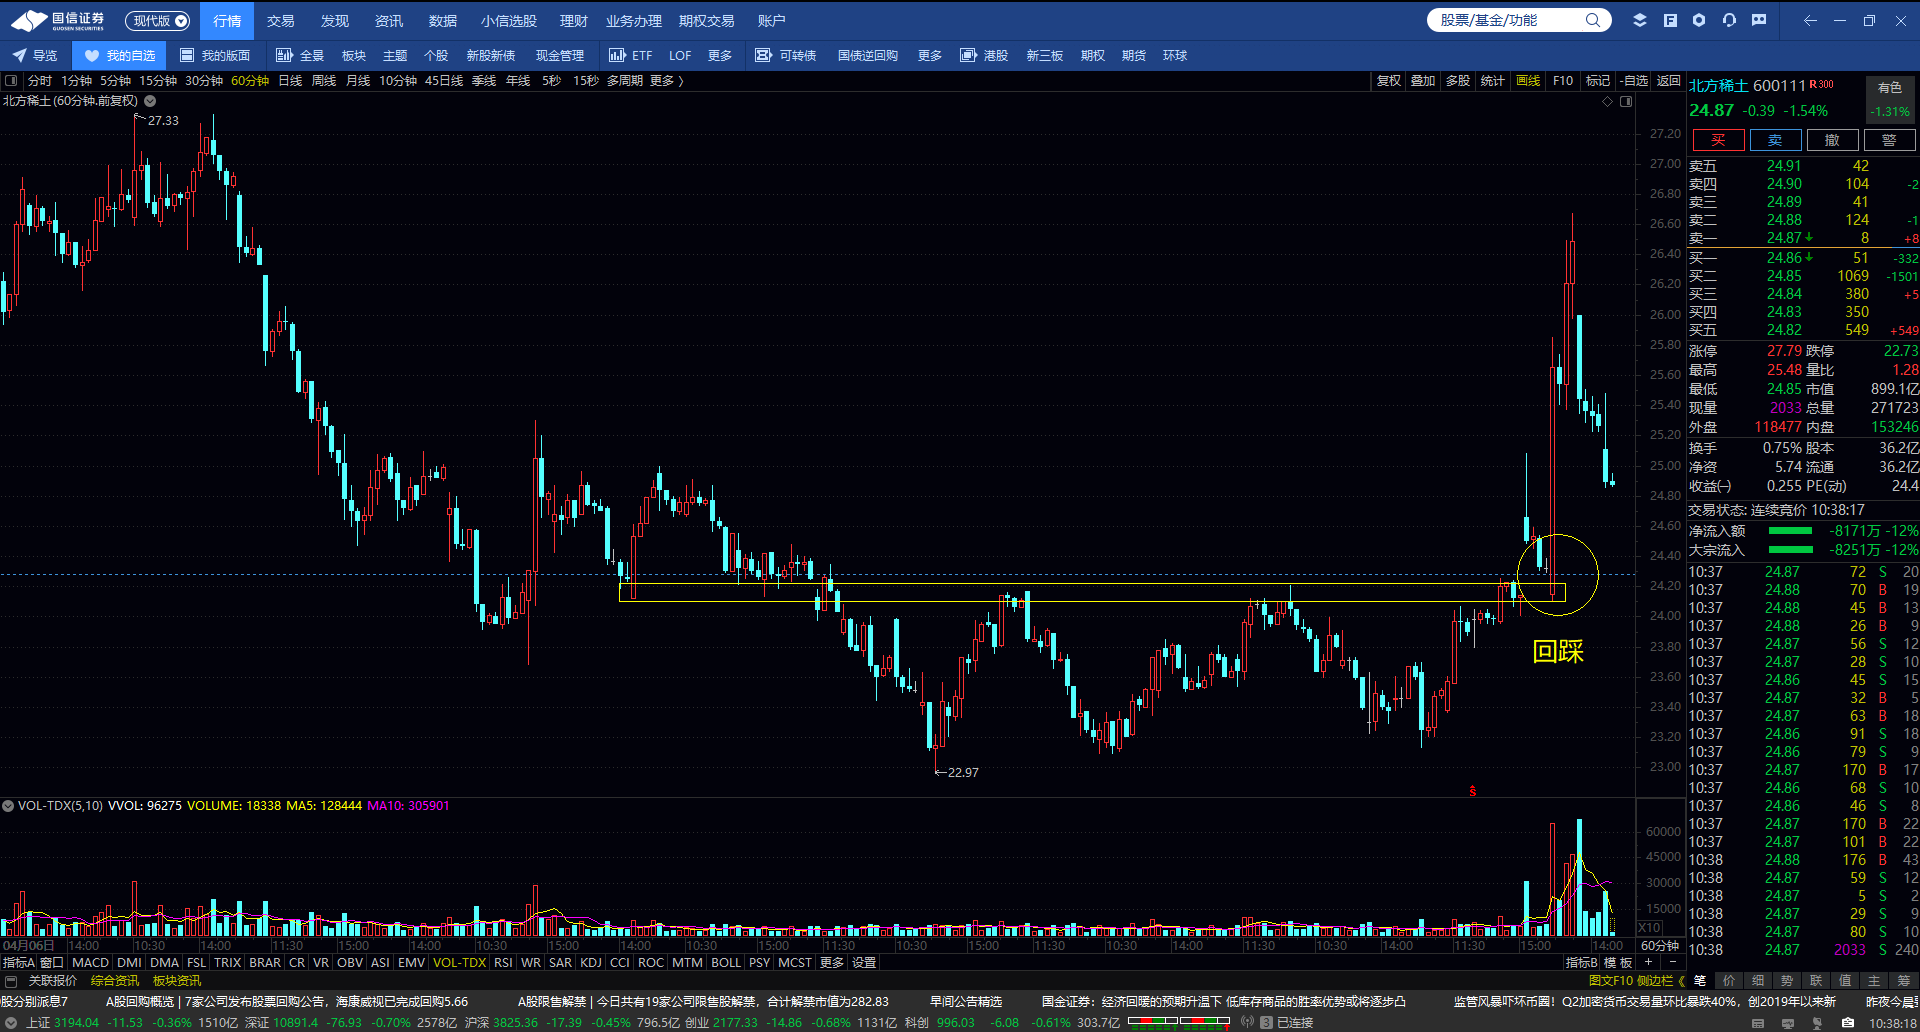 国信证券 GUOSEN SECURITIES 现代版 行情 交易 发现 资讯 数据 小信选股 理财 业务办理 期权交易 账户 股票/基金/功能
导览 我的自选 我的版面 全景 板块 主题 个股 新股新债 现金管理 ETF LOF 更多 可转债 国债逆回购 更多 港股 新三板 期权 期货 环球
分时 1分钟 5分钟 15分钟 30分钟 60分钟 日线 周线 月线 10分钟 45日线 季线 年线 5秒 15秒 多周期 更多 〉 复权 叠加 多股 统计 画线 F10 标记 -自选 返回
北方稀土(60分钟.前复权)
27.33
27.20
27.00
26.80
26.60
26.40
26.20
26.00
25.80
25.60
25.40
25.20
25.00
24.80
24.60
24.40
24.20
24.00
23.80
23.60
23.40
23.20
23.00
回踩
22.97
ŝ
VOL-TDX(5,10) VVOL: 96275 VOLUME: 18338 MA5: 128444 MA10: 305901
60000
45000
30000
15000
X10
04月06日 14:00 10:30 14:00 11:30 15:00 14:00 10:30 15:00 14:00 10:30 15:00 11:30 10:30 15:00 11:30 10:30 14:00 11:30 10:30 14:00 11:30 15:00 14:00 60分钟
指标A 窗口 MACD DMI DMA FSL TRIX BRAR CR VR OBV ASI EMV VOL-TDX RSI WR SAR KDJ CCI ROC MTM BOLL PSY MCST 更多 设置 指标B 模板 + −
关联报价 综合资讯 板块资讯 图文F10 侧边栏《 笔 价 细 势 联 值 主 筹
北方稀土 600111 R300 有色
24.87 -0.39 -1.54% -1.31%
买 卖 撤 警
卖五 24.91 42
卖四 24.90 104 -2
卖三 24.89 41
卖二 24.88 124 -1
卖一 24.87 8 +8
买一 24.86 51 -332
买二 24.85 1069 -1501
买三 24.84 380 +5
买四 24.83 350
买五 24.82 549 +549
涨停 27.79 跌停 22.73
最高 25.48 量比 1.28
最低 24.85 市值 899.1亿
现量 2033 总量 271723
外盘 118477 内盘 153246
换手 0.75% 股本 36.2亿
净资 5.74 流通 36.2亿
收益㈠ 0.255 PE(动) 24.4
交易状态: 连续竞价 10:38:17
净流入额 -8171万 -12%
大宗流入 -8251万 -12%
10:37 24.87 72 S 20
10:37 24.88 70 B 19
10:37 24.88 45 B 13
10:37 24.88 26 B 9
10:37 24.87 56 S 12
10:37 24.87 28 S 10
10:37 24.86 45 S 15
10:37 24.87 32 B 5
10:37 24.87 63 B 18
10:37 24.86 91 S 18
10:37 24.86 79 S 9
10:37 24.87 170 B 17
10:37 24.86 68 S 10
10:37 24.86 46 S 8
10:37 24.87 170 B 22
10:37 24.87 101 B 22
10:38 24.88 176 B 43
10:38 24.87 59 S 12
10:38 24.87 5 S 2
10:38 24.87 29 S 9
10:38 24.87 80 S 10
10:38 24.87 2033 S 240
股分别派息7 A股回购概览 | 7家公司发布股票回购公告，海康威视已完成回购5.66 A股限售解禁 | 今日共有19家公司限售股解禁，合计解禁市值为282.83 早间公告精选 国金证券：经济回暖的预期升温下 低库存商品的胜率优势或将逐步凸 监管风暴吓坏币圈！Q2加密货币交易量环比暴跌40%，创2019年以来新 昨夜今晨
上证 3194.04 -11.53 -0.36% 1510亿 深证 10891.4 -76.93 -0.70% 2578亿 沪深 3825.36 -17.39 -0.45% 796.5亿 创业 2177.33 -14.86 -0.68% 1131亿 科创 996.03 -6.08 -0.61% 303.7亿 3 已连接 10:38:18